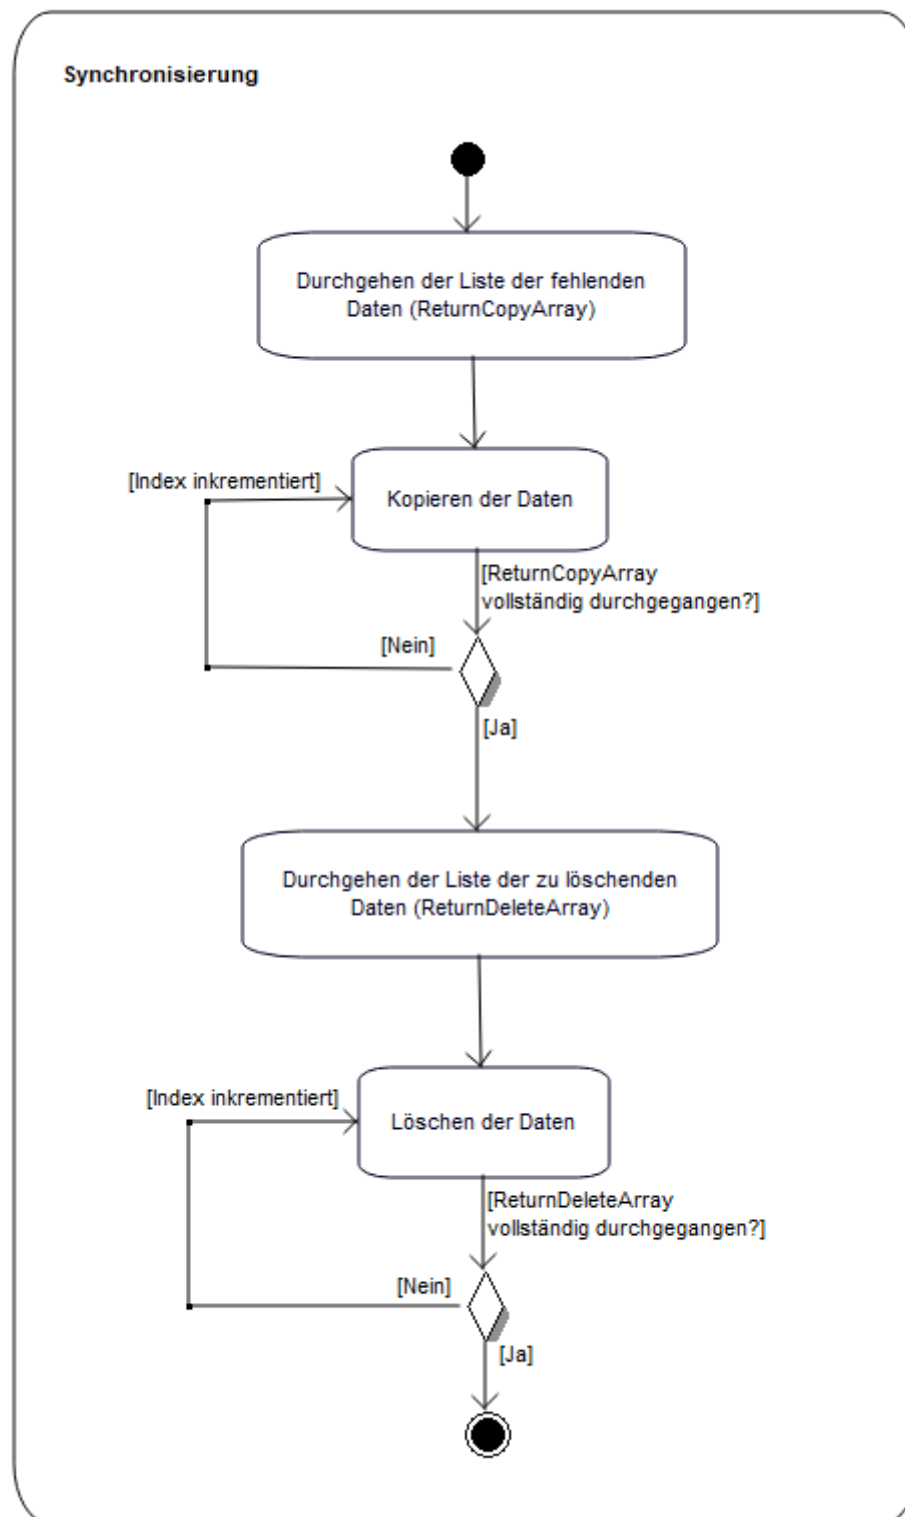 Synchronisierung
Durchgehen der Liste der fehlenden
Daten (ReturnCopyArray)
[Index inkrementiert]
Kopieren der Daten
[ReturnCopyArray
vollständig durchgegangen?]
[Nein]
[Ja]
Durchgehen der Liste der zu löschenden
Daten (ReturnDeleteArray)
[Index inkrementiert]
Löschen der Daten
[ReturnDeleteArray
vollständig durchgegangen?]
[Nein]
[Ja]